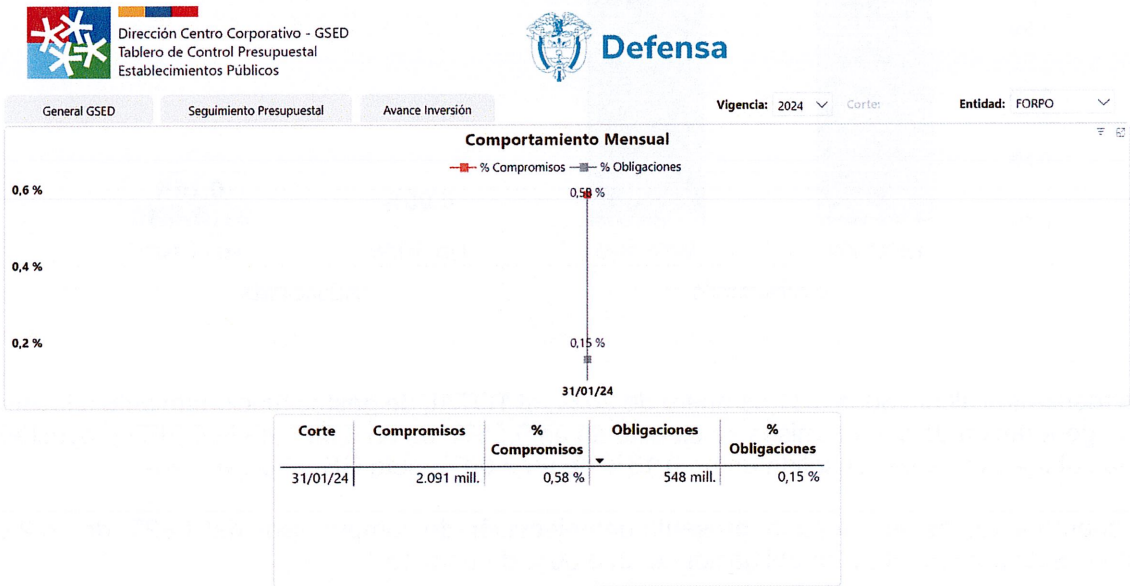 Dirección Centro Corporativo - GSED
Tablero de Control Presupuestal
Establecimientos Públicos
Defensa
General GSED
Seguimiento Presupuestal
Avance Inversión
Vigencia: 2024
Corte:
Entidad: FORPO
Comportamiento Mensual
% Compromisos
% Obligaciones
0,6 %
0,58 %
0,4 %
0,2 %
0,15 %
31/01/24
Corte Compromisos % Compromisos Obligaciones % Obligaciones
31/01/24 2.091 mill. 0,58 % 548 mill. 0,15 %